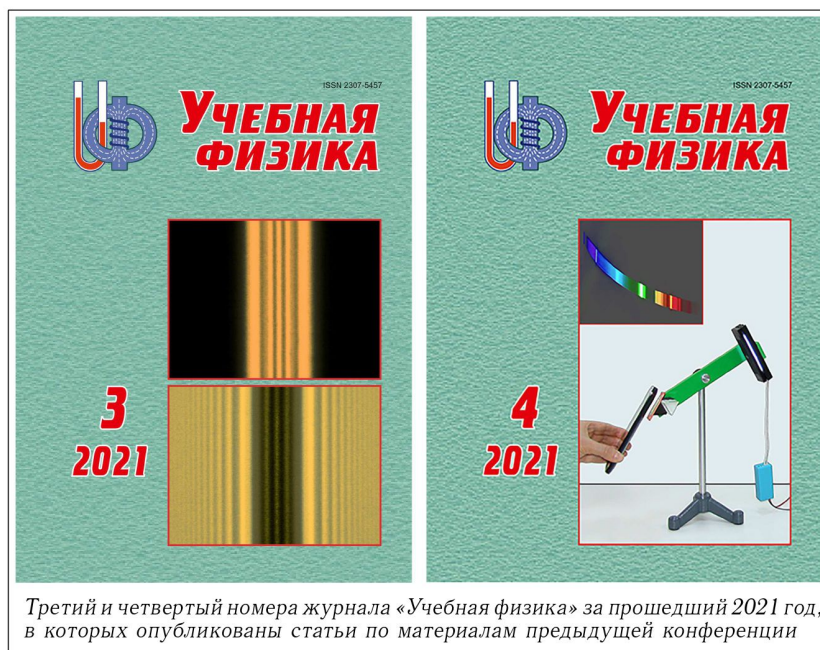 ISSN 2307-5457
УЧЕБНАЯ
ФИЗИКА
3
2021
ISSN 2307-5457
УЧЕБНАЯ
ФИЗИКА
4
2021
Третий и четвертый номера журнала «Учебная физика» за прошедший 2021 год,
в которых опубликованы статьи по материалам предыдущей конференции